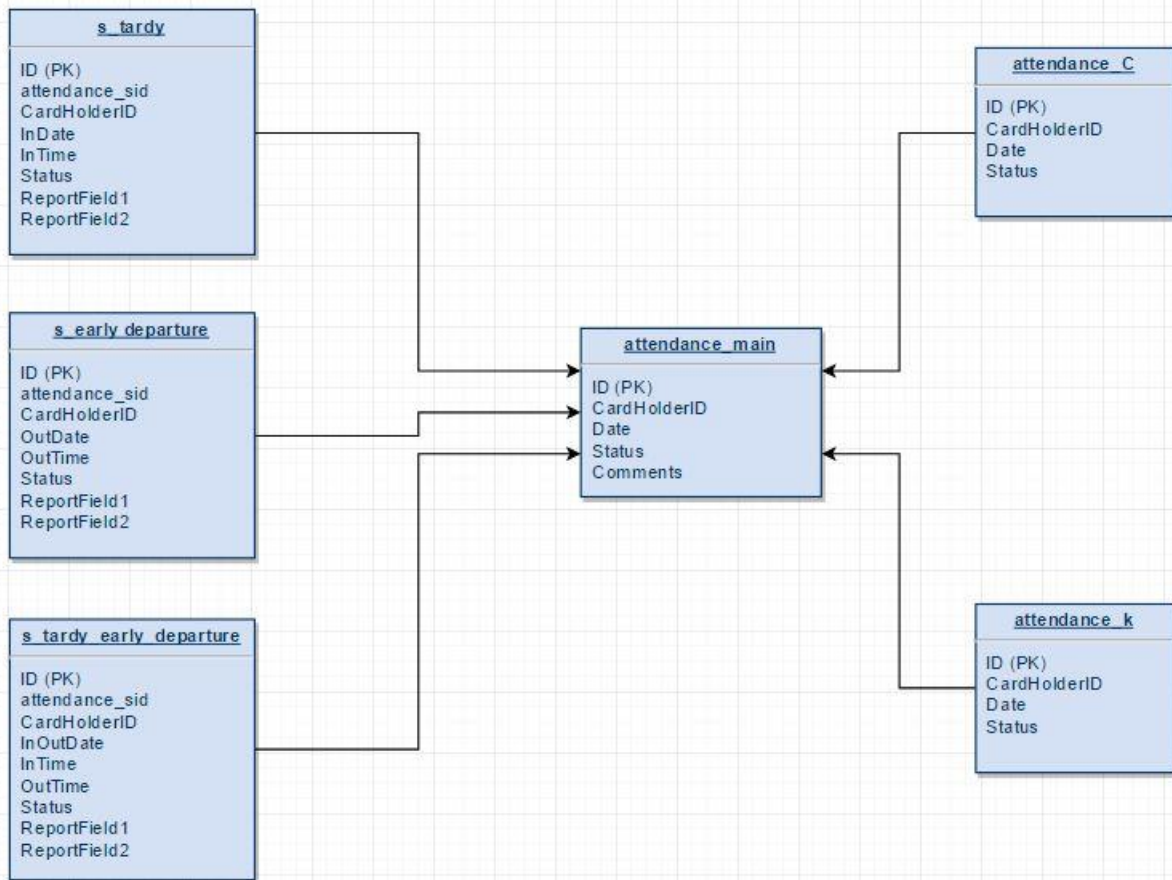 s_tardy
ID (PK)
attendance_sid
CardHolderID
InDate
InTime
Status
ReportField1
ReportField2
s_early departure
ID (PK)
attendance_sid
CardHolderID
OutDate
OutTime
Status
ReportField1
ReportField2
s_tardy_early_departure
ID (PK)
attendance_sid
CardHolderID
InOutDate
InTime
OutTime
Status
ReportField1
ReportField2
attendance_main
ID (PK)
CardHolderID
Date
Status
Comments
attendance_C
ID (PK)
CardHolderID
Date
Status
attendance_k
ID (PK)
CardHolderID
Date
Status